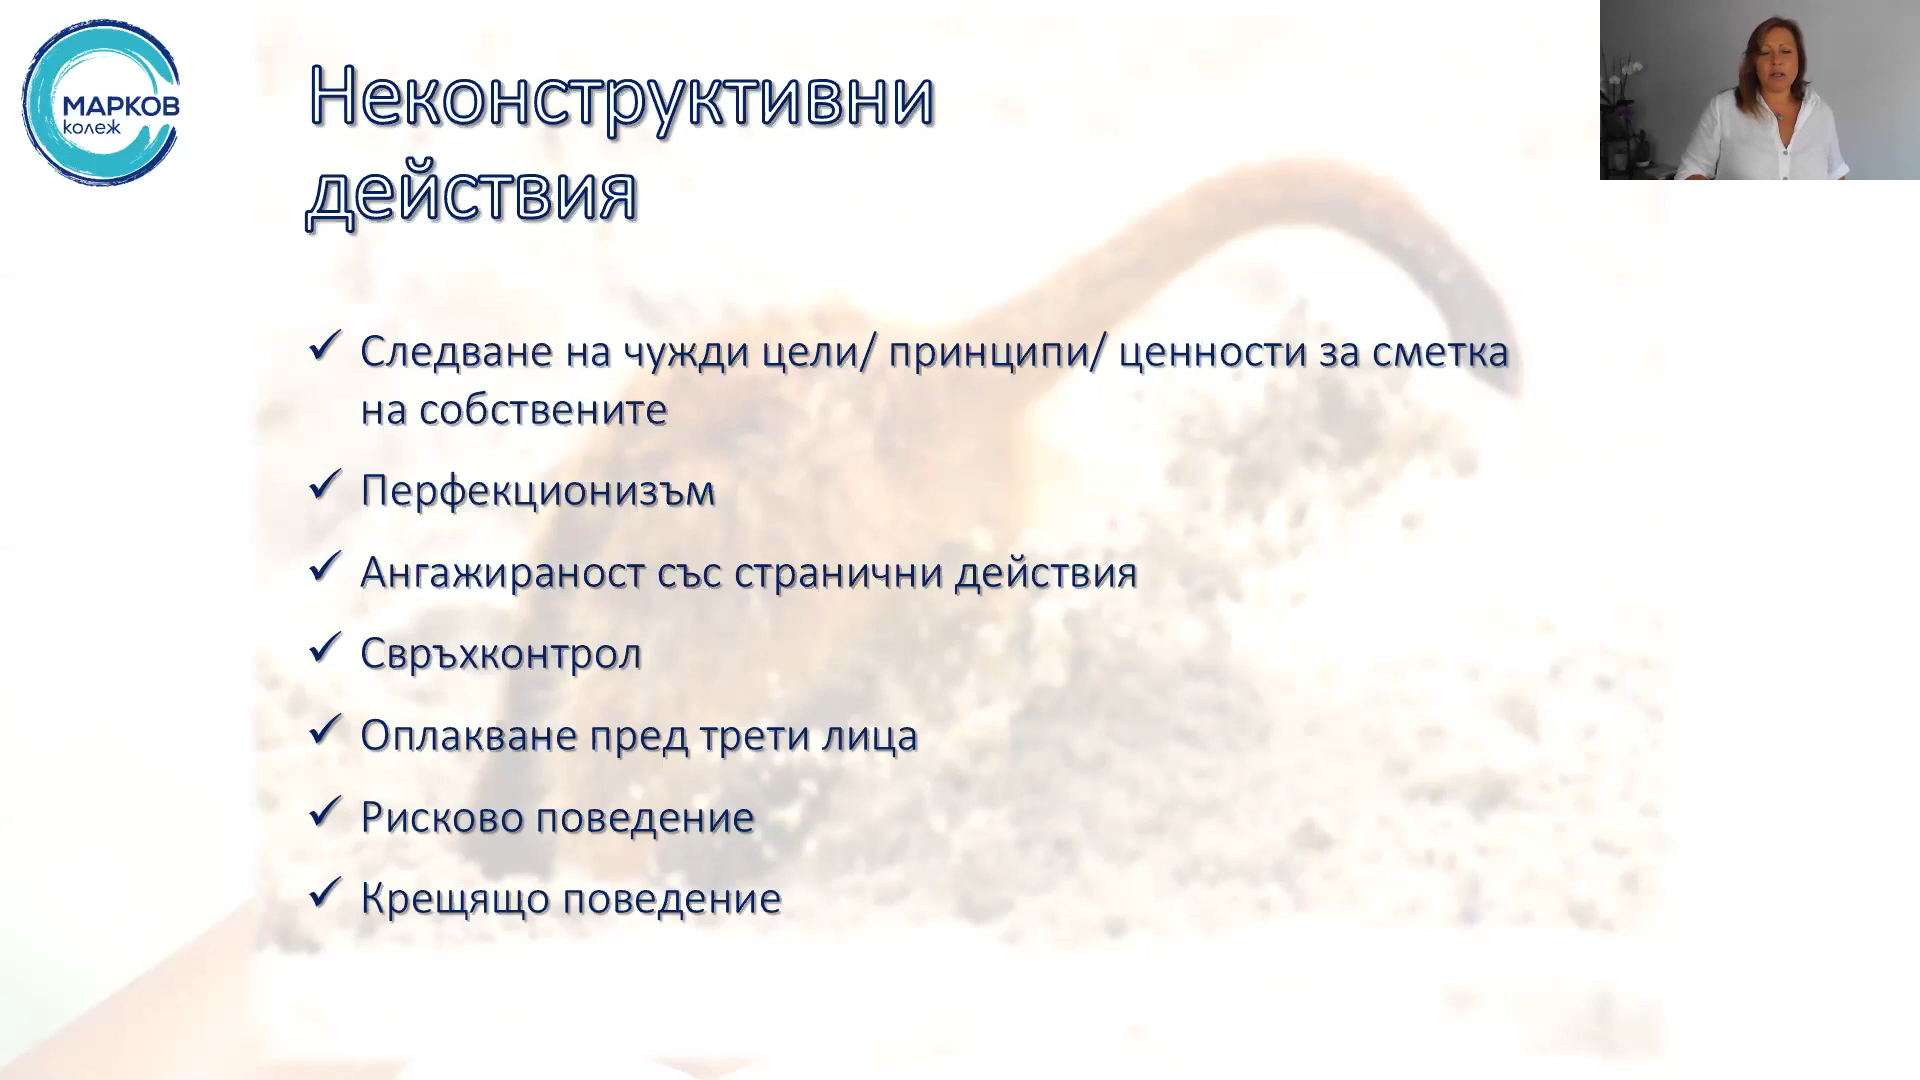 МАРКОВ
колеж
Неконструктивни
действия
✓ Следване на чужди цели/ принципи/ ценности за сметка
на собствените
✓ Перфекционизъм
✓ Ангажираност със странични действия
✓ Свръхконтрол
✓ Оплакване пред трети лица
✓ Рисково поведение
✓ Крещящо поведение